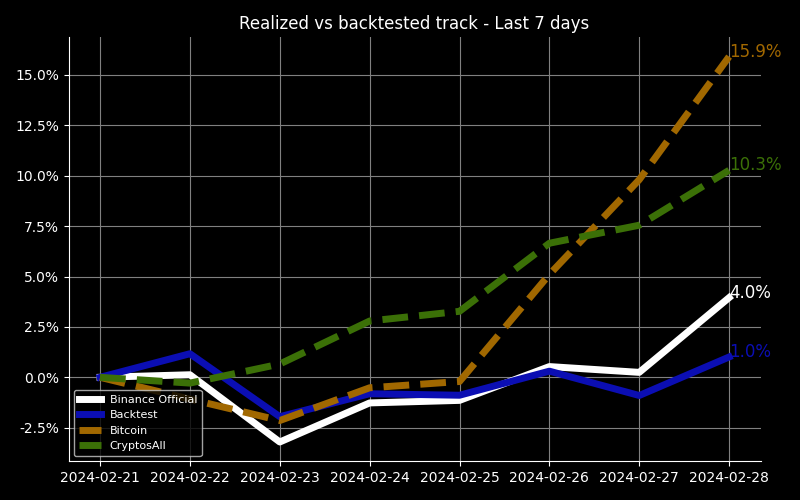 Realized vs backtested track - Last 7 days
15.9%
15.0%
12.5%
10.3%
10.0%
7.5%
5.0%
4.0%
2.5%
1.0%
0.0%
-2.5%
Binance Official
Backtest
Bitcoin
CryptosAll
2024-02-21 2024-02-22 2024-02-23 2024-02-24 2024-02-25 2024-02-26 2024-02-27 2024-02-28